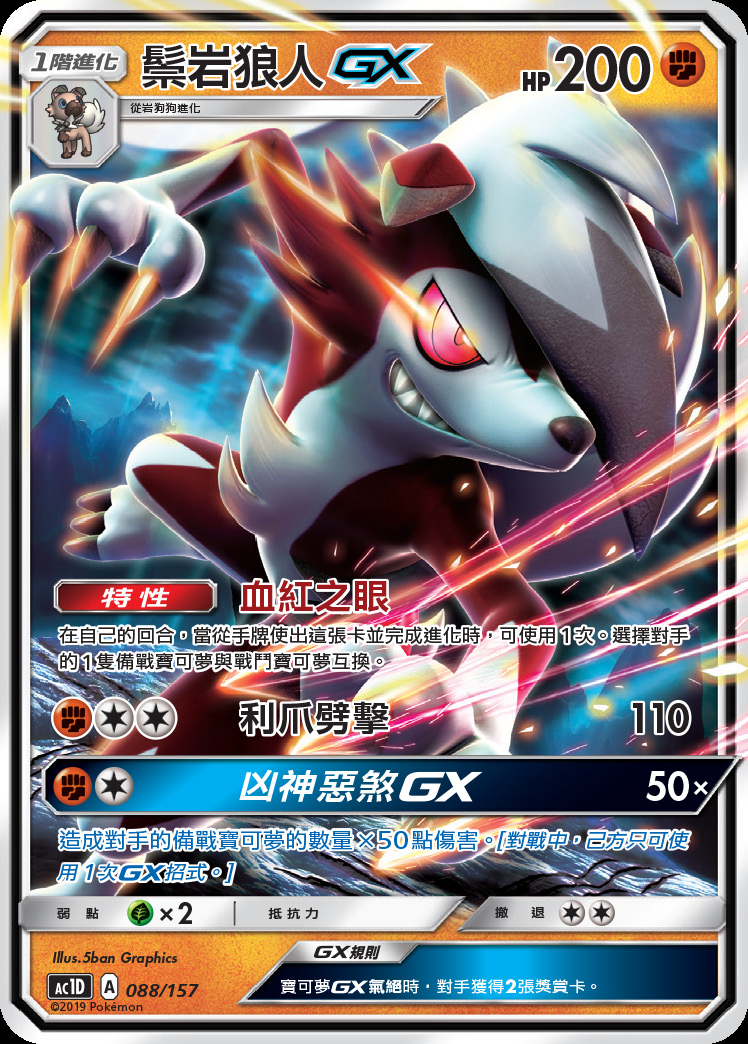 1階進化
鬃岩狼人GX
HP200
從岩狗狗進化
特性 血紅之眼
在自己的回合,當從手牌使出這張卡並完成進化時,可使用1次。選擇對手
的1隻備戰寶可夢與戰鬥寶可夢互換。
利爪劈擊 110
凶神惡煞GX 50×
造成對手的備戰寶可夢的數量×50點傷害。[對戰中,己方只可使
用1次GX招式。]
弱點 ×2 抵抗力 撤退
Illus.5ban Graphics
GX規則
AC1D A 088/157
寶可夢GX氣絕時,對手獲得2張獎賞卡。
©2019 Pokémon